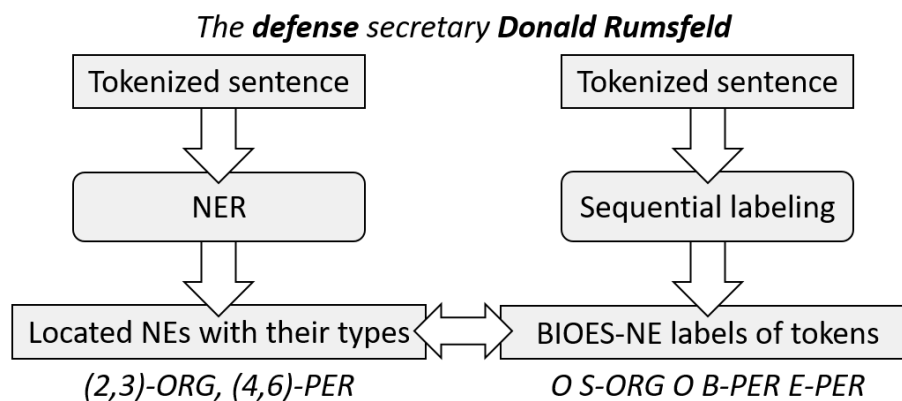 The defense secretary Donald Rumsfeld
Tokenized sentence
Tokenized sentence
NER
Sequential labeling
Located NEs with their types
BIOES-NE labels of tokens
(2,3)-ORG, (4,6)-PER
O S-ORG O B-PER E-PER